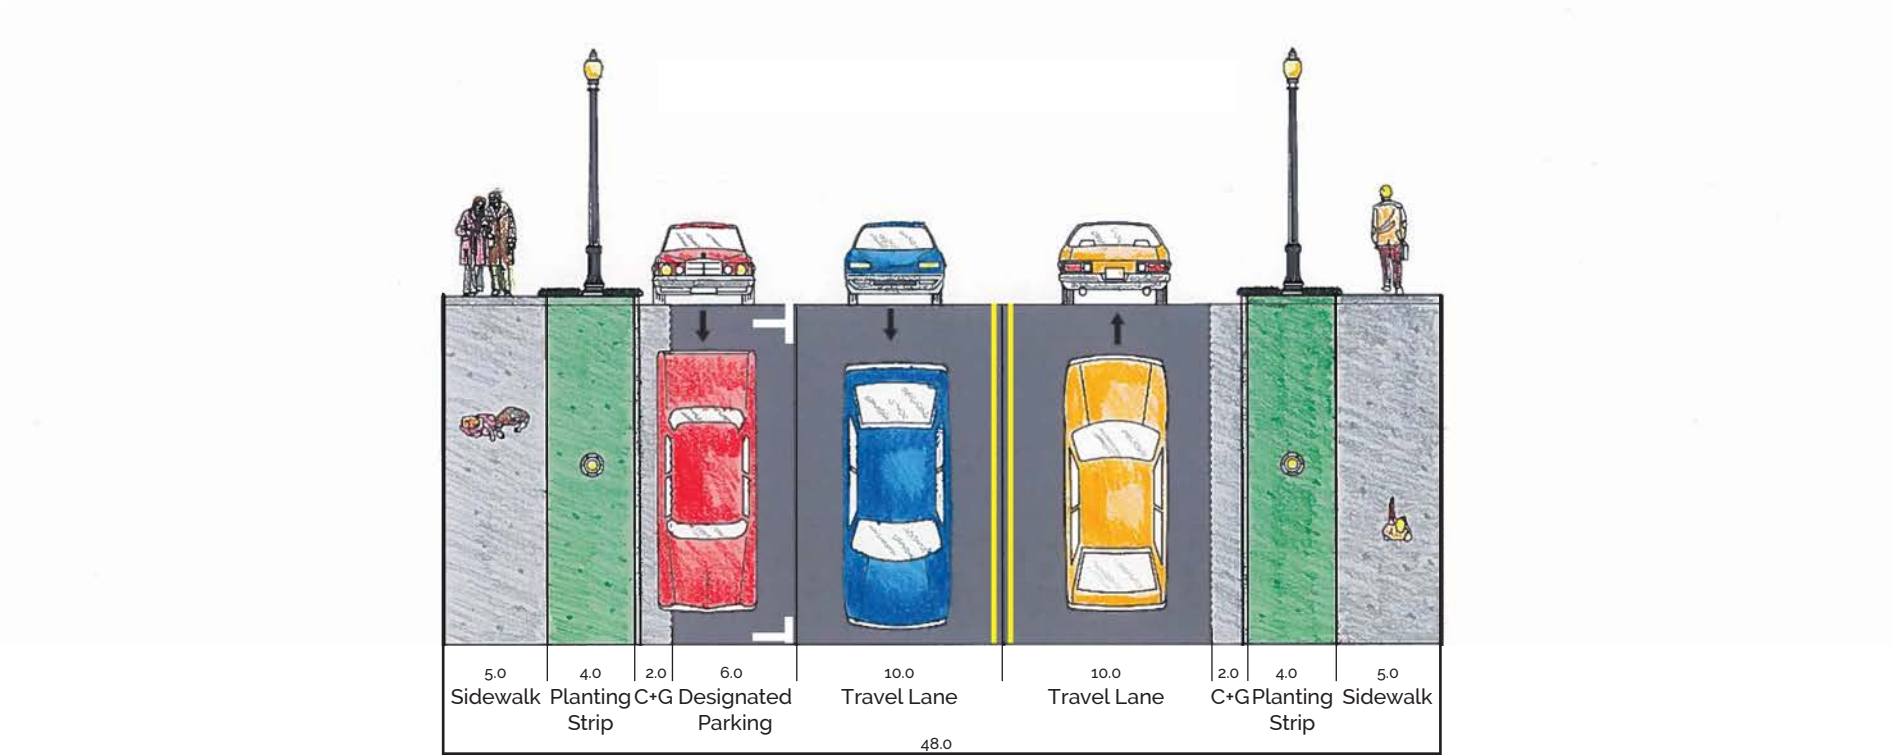 5.0 4.0 2.0 6.0 10.0 10.0 2.0 4.0 5.0
Sidewalk Planting C+G Designated Travel Lane Travel Lane C+G Planting Sidewalk
Strip Parking Strip
48.0